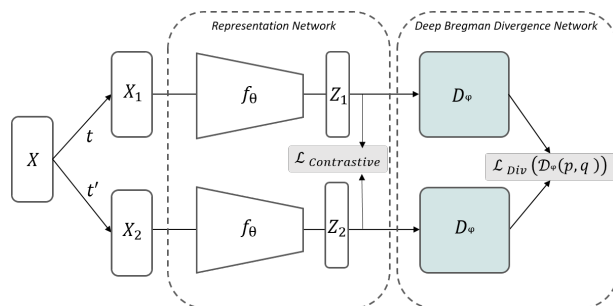 Representation Network
Deep Bregman Divergence Network
X
t
t'
X₁
fθ
Z₁
Dφ
ℒ Contrastive
ℒ Div (𝒟φ(p, q ))
X₂
fθ
Z₂
Dφ